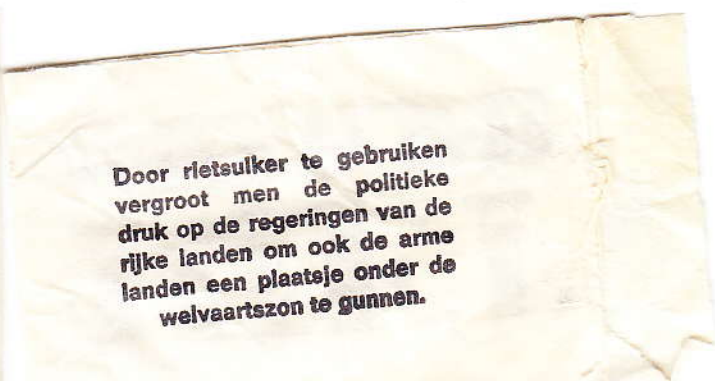 Door rietsuiker te gebruiken
vergroot men de politieke
druk op de regeringen van de
rijke landen om ook de arme
landen een plaatsje onder de
welvaartszon te gunnen.